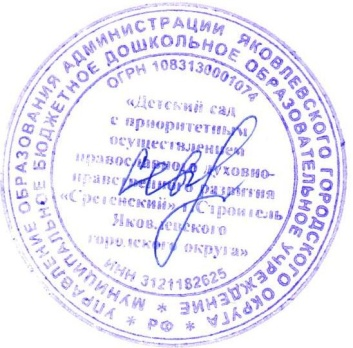 УПРАВЛЕНИЕ ОБРАЗОВАНИЯ АДМИНИСТРАЦИИ ЯКОВЛЕВСКОГО ГОРОДСКОГО ОКРУГА * РФ *
МУНИЦИПАЛЬНОЕ БЮДЖЕТНОЕ ДОШКОЛЬНОЕ ОБРАЗОВАТЕЛЬНОЕ УЧРЕЖДЕНИЕ *
ОГРН 1083130001074
«Детский сад
с приоритетным
осуществлением
православного духовно-
нравственного развития
«Сретенский» г.Строитель
Яковлевского
городского округа»
ИНН 3121182625